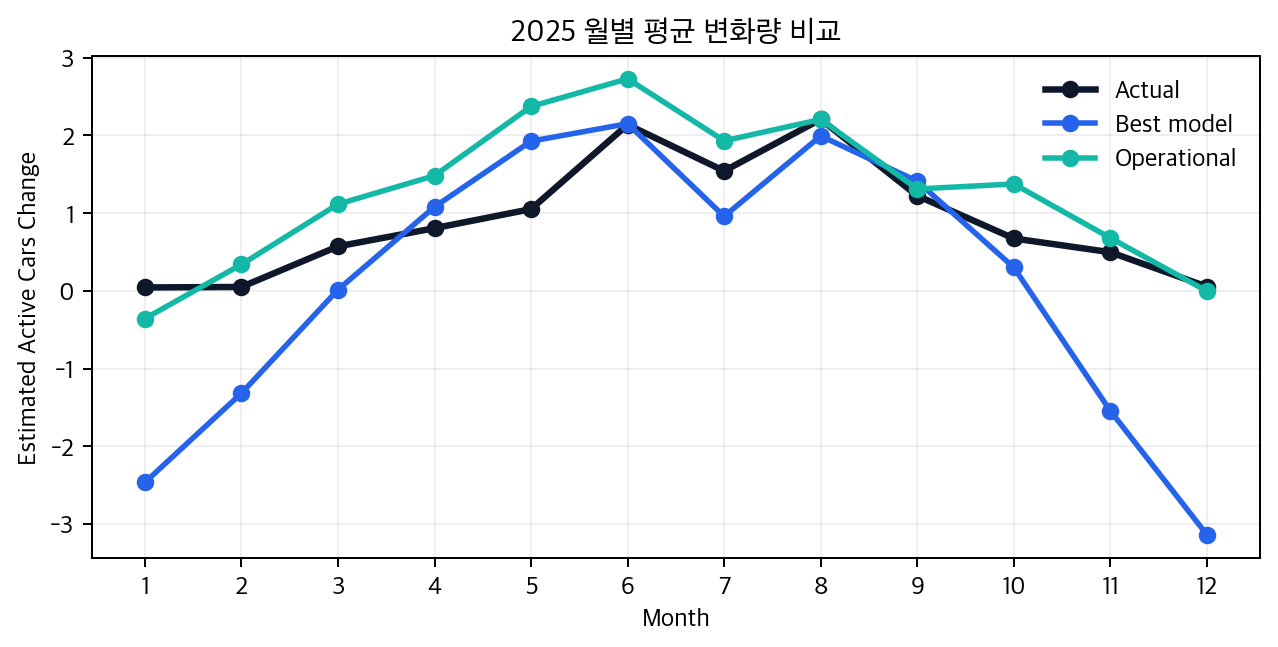 2025 월별 평균 변화량 비교
Estimated Active Cars Change
3
2
1
0
-1
-2
-3
Actual
Best model
Operational
1 2 3 4 5 6 7 8 9 10 11 12
Month